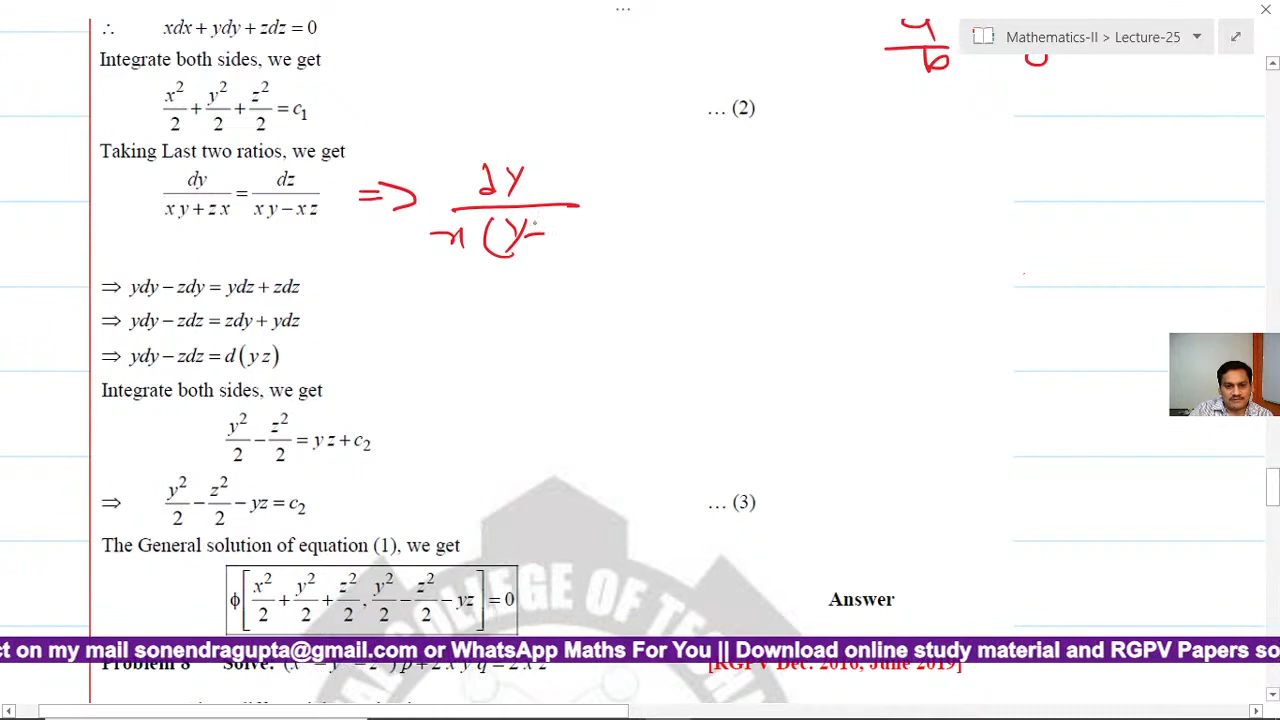 Mathematics-II > Lecture-25
∴ xdx + ydy + zdz = 0
Integrate both sides, we get
x²/2 + y²/2 + z²/2 = c₁ … (2)
Taking Last two ratios, we get
dy/(xy + zx) = dz/(xy − xz) => dy/x(y
⇒ ydy − zdy = ydz + zdz
⇒ ydy − zdz = zdy + ydz
⇒ ydy − zdz = d(yz)
Integrate both sides, we get
y²/2 − z²/2 = yz + c₂
⇒ y²/2 − z²/2 − yz = c₂ … (3)
The General solution of equation (1), we get
ϕ[x²/2 + y²/2 + z²/2, y²/2 − z²/2 − yz] = 0 Answer
ct on my mail sonendragupta@gmail.com or WhatsApp Maths For You || Download online study material and RGPV Papers so